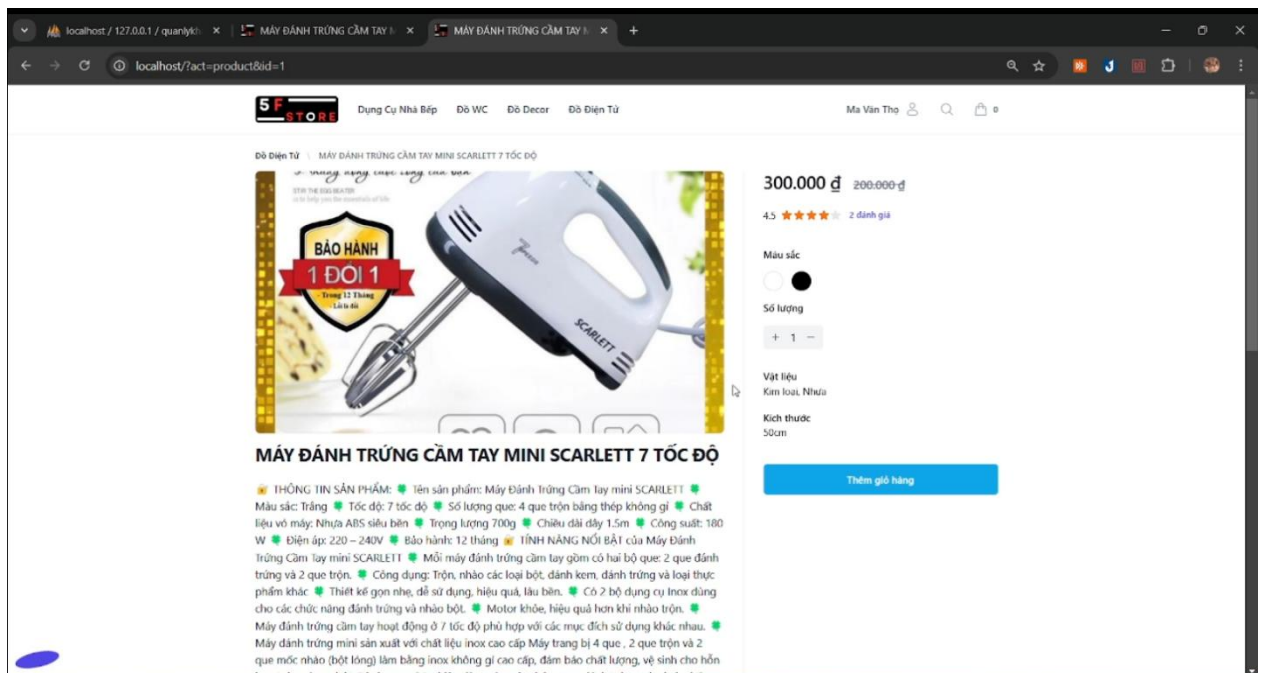 localhost / 127.0.0.1 / quanlykh
MÁY ĐÁNH TRỨNG CẦM TAY
MÁY ĐÁNH TRỨNG CẦM TAY
localhost/?act=product&id=1
5 F STORE
Dụng Cụ Nhà Bếp Đồ WC Đồ Decor Đồ Điện Tử
Ma Văn Thọ
0
Đồ Điện Tử MÁY ĐÁNH TRỨNG CẦM TAY MINI SCARLETT 7 TỐC ĐỘ
STIR THE EGG BEATER
BẢO HÀNH
1 ĐỔI 1
- Trong 12 Tháng
- Lỗi là đổi
SCARLETT
300.000 ₫ 200.000 ₫
4.5 2 đánh giá
Màu sắc
Số lượng
+ 1 −
Vật liệu
Kim loại, Nhựa
Kích thước
50cm
Thêm giỏ hàng
MÁY ĐÁNH TRỨNG CẦM TAY MINI SCARLETT 7 TỐC ĐỘ
THÔNG TIN SẢN PHẨM: 🍀 Tên sản phẩm: Máy Đánh Trứng Cầm Tay mini SCARLETT 🍀
Màu sắc: Trắng 🍀 Tốc độ: 7 tốc độ 🍀 Số lượng que: 4 que trộn bằng thép không gỉ 🍀 Chất
liệu vỏ máy: Nhựa ABS siêu bền 🍀 Trọng lượng 700g 🍀 Chiều dài dây 1.5m 🍀 Công suất: 180
W 🍀 Điện áp: 220 – 240V 🍀 Bảo hành: 12 tháng TÍNH NĂNG NỔI BẬT của Máy Đánh
Trứng Cầm Tay mini SCARLETT 🍀 Mỗi máy đánh trứng cầm tay gồm có hai bộ que: 2 que đánh
trứng và 2 que trộn. 🍀 Công dụng: Trộn, nhào các loại bột, đánh kem, đánh trứng và loại thực
phẩm khác 🍀 Thiết kế gọn nhẹ, dễ sử dụng, hiệu quả, lâu bền. 🍀 Có 2 bộ dụng cụ Inox dùng
cho các chức năng đánh trứng và nhào bột. 🍀 Motor khỏe, hiệu quả hơn khi nhào trộn. 🍀
Máy đánh trứng cầm tay hoạt động ở 7 tốc độ phù hợp với các mục đích sử dụng khác nhau. 🍀
Máy đánh trứng mini sản xuất với chất liệu inox cao cấp Máy trang bị 4 que , 2 que trộn và 2
que móc nhào (bột lỏng) làm bằng inox không gỉ cao cấp, đảm bảo chất lượng, vệ sinh cho hỗn